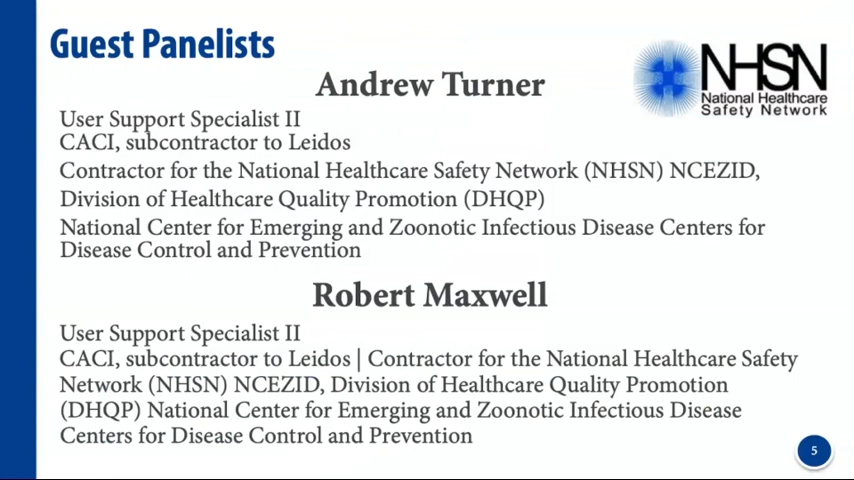 Guest Panelists
Andrew Turner
NHSN
National Healthcare
Safety Network
User Support Specialist II
CACI, subcontractor to Leidos
Contractor for the National Healthcare Safety Network (NHSN) NCEZID,
Division of Healthcare Quality Promotion (DHQP)
National Center for Emerging and Zoonotic Infectious Disease Centers for
Disease Control and Prevention
Robert Maxwell
User Support Specialist II
CACI, subcontractor to Leidos | Contractor for the National Healthcare Safety
Network (NHSN) NCEZID, Division of Healthcare Quality Promotion
(DHQP) National Center for Emerging and Zoonotic Infectious Disease
Centers for Disease Control and Prevention
5